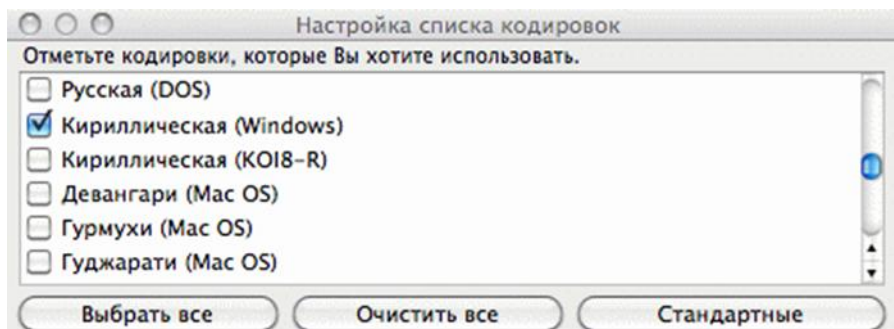 Настройка списка кодировок
Отметьте кодировки, которые Вы хотите использовать.
Русская (DOS)
Кириллическая (Windows)
Кириллическая (KOI8-R)
Девангари (Mac OS)
Гурмухи (Mac OS)
Гуджарати (Mac OS)
Выбрать все Очистить все Стандартные